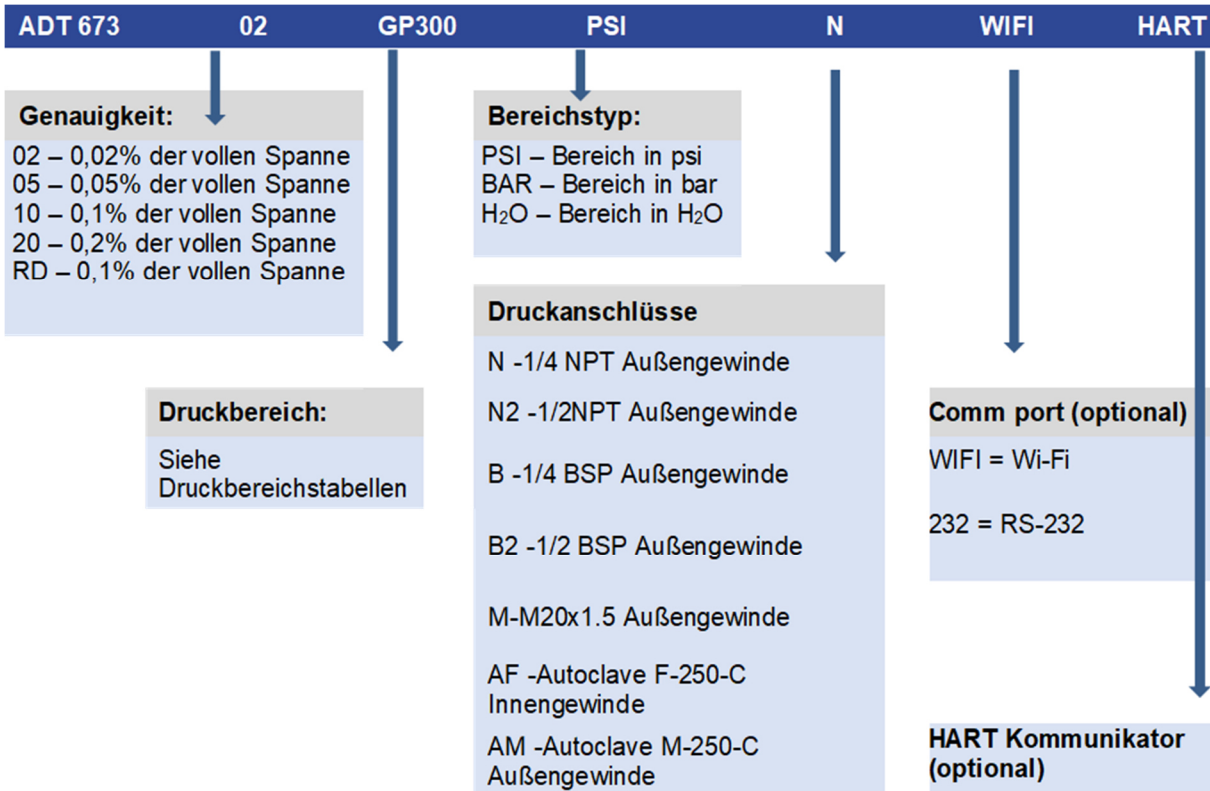 ADT 673 02 GP300 PSI N WIFI HART
Genauigkeit:
02 – 0,02% der vollen Spanne
05 – 0,05% der vollen Spanne
10 – 0,1% der vollen Spanne
20 – 0,2% der vollen Spanne
RD – 0,1% der vollen Spanne
Bereichstyp:
PSI – Bereich in psi
BAR – Bereich in bar
H₂O – Bereich in H₂O
Druckbereich:
Siehe
Druckbereichstabellen
Druckanschlüsse
N -1/4 NPT Außengewinde
N2 -1/2NPT Außengewinde
B -1/4 BSP Außengewinde
B2 -1/2 BSP Außengewinde
M-M20x1.5 Außengewinde
AF -Autoclave F-250-C
Innengewinde
AM -Autoclave M-250-C
Außengewinde
Comm port (optional)
WIFI = Wi-Fi
232 = RS-232
HART Kommunikator
(optional)